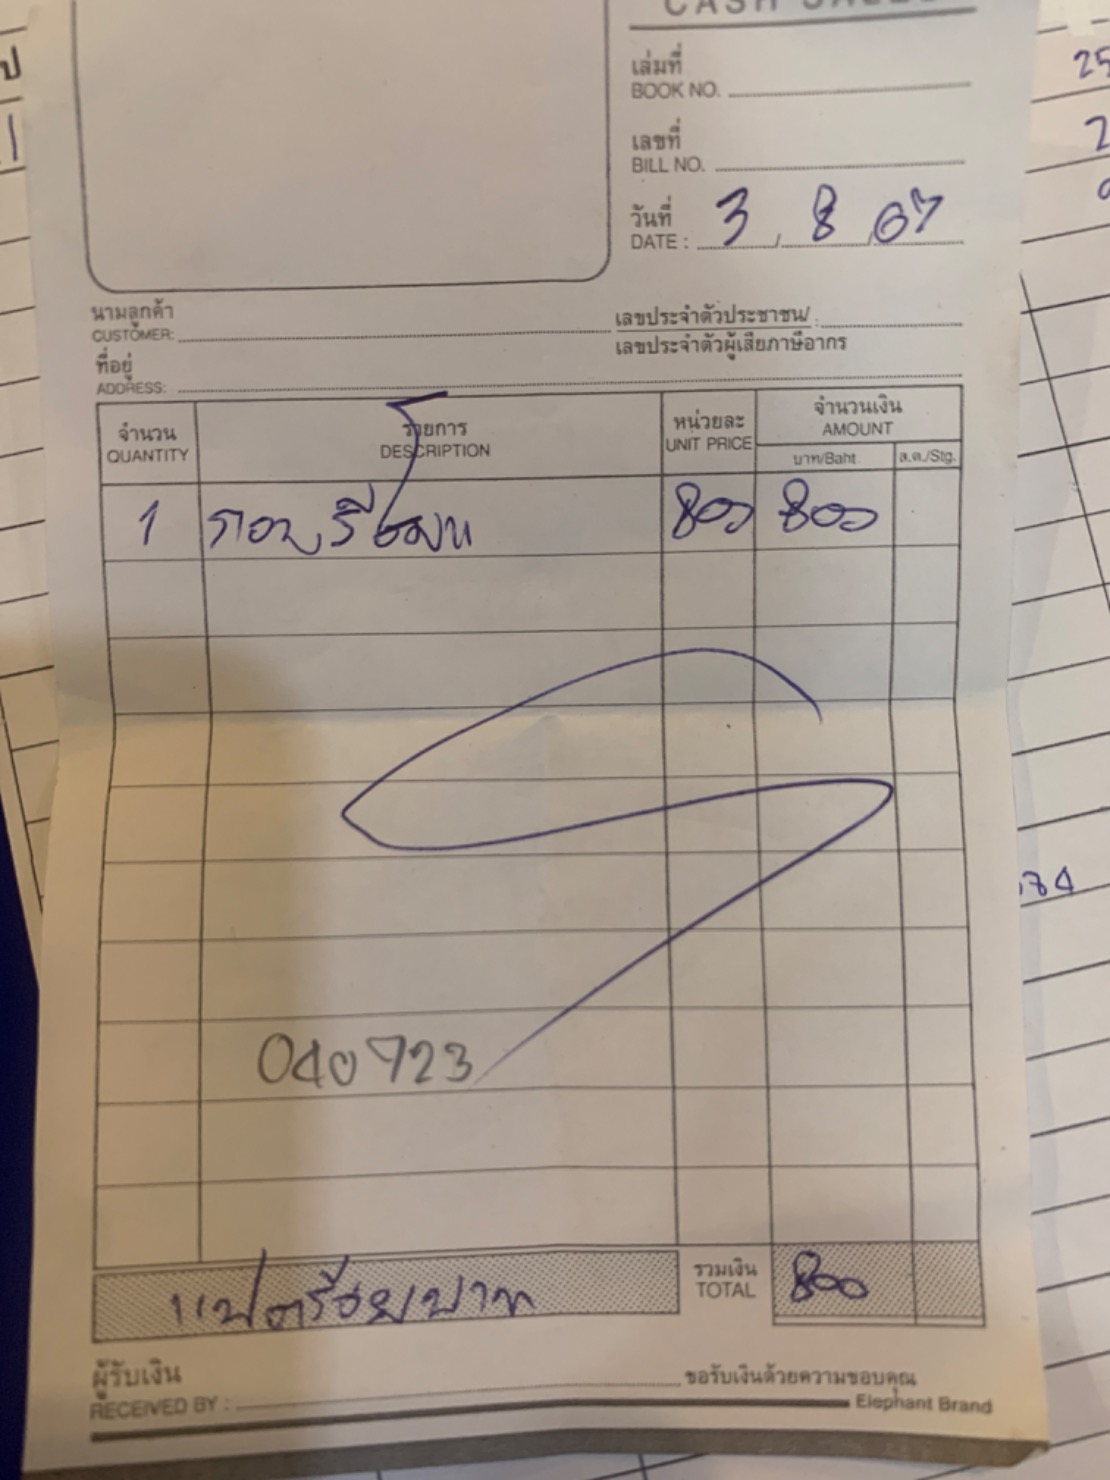 CASH SALES
ป
25
เล่มที่
BOOK NO.
2
เลขที่
BILL NO.
วันที่
DATE : 3 / 8 / 67
นามลูกค้า
CUSTOMER:
เลขประจำตัวประชาชน/
เลขประจำตัวผู้เสียภาษีอากร
ที่อยู่
ADDRESS:
จำนวน รายการ หน่วยละ จำนวนเงิน
QUANTITY DESCRIPTION UNIT PRICE AMOUNT
บาท/Baht ส.ต./Stg.
1 800 800
674
040723
แปดร้อยบาท รวมเงิน TOTAL 800
ผู้รับเงิน
RECEIVED BY :
ขอรับเงินด้วยความขอบคุณ
Elephant Brand